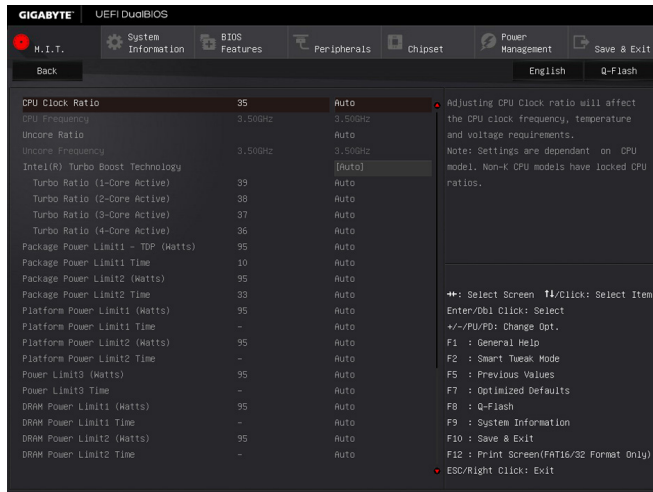 GIGABYTE™ UEFI DualBIOS
M.I.T. System Information BIOS Features Peripherals Chipset Power Management Save & Exit
Back English Q-Flash
CPU Clock Ratio 35 Auto
CPU Frequency 3.50GHz 3.50GHz
Uncore Ratio Auto
Uncore Frequency 3.50GHz 3.50GHz
Intel(R) Turbo Boost Technology [Auto]
Turbo Ratio (1-Core Active) 39 Auto
Turbo Ratio (2-Core Active) 38 Auto
Turbo Ratio (3-Core Active) 37 Auto
Turbo Ratio (4-Core Active) 36 Auto
Package Power Limit1 - TDP (Watts) 95 Auto
Package Power Limit1 Time 10 Auto
Package Power Limit2 (Watts) 95 Auto
Package Power Limit2 Time 33 Auto
Platform Power Limit1 (Watts) 95 Auto
Platform Power Limit1 Time - Auto
Platform Power Limit2 (Watts) 95 Auto
Platform Power Limit2 Time - Auto
Power Limit3 (Watts) 95 Auto
Power Limit3 Time - Auto
DRAM Power Limit1 (Watts) 95 Auto
DRAM Power Limit1 Time - Auto
DRAM Power Limit2 (Watts) 95 Auto
DRAM Power Limit2 Time - Auto
Adjusting CPU Clock ratio will affect
the CPU clock frequency, temperature
and voltage requirements.
Note: Settings are dependant on CPU
model. Non-K CPU models have locked CPU
ratios.
→←: Select Screen ↑↓/Click: Select Item
Enter/Dbl Click: Select
+/-/PU/PD: Change Opt.
F1 : General Help
F2 : Smart Tweak Mode
F5 : Previous Values
F7 : Optimized Defaults
F8 : Q-Flash
F9 : System Information
F10 : Save & Exit
F12 : Print Screen(FAT16/32 Format Only)
ESC/Right Click: Exit